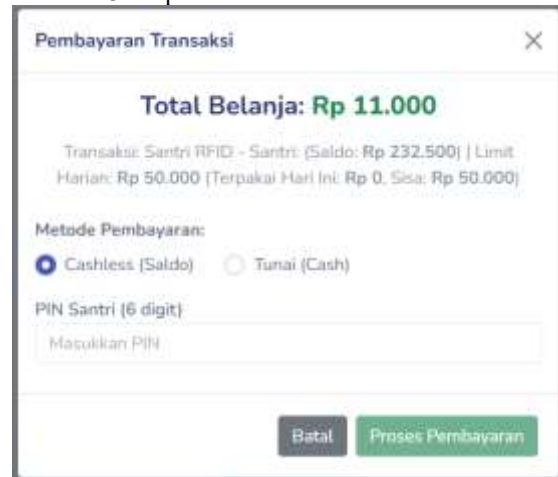 Pembayaran Transaksi
Total Belanja: Rp 11.000
Transaksi: Santri RFID - Santri: (Saldo: Rp 232.500) | Limit
Harian: Rp 50.000 (Terpakai Hari Ini: Rp 0, Sisa: Rp 50.000)
Metode Pembayaran:
Cashless (Saldo) Tunai (Cash)
PIN Santri (6 digit)
Masukkan PIN
Batal Proses Pembayaran